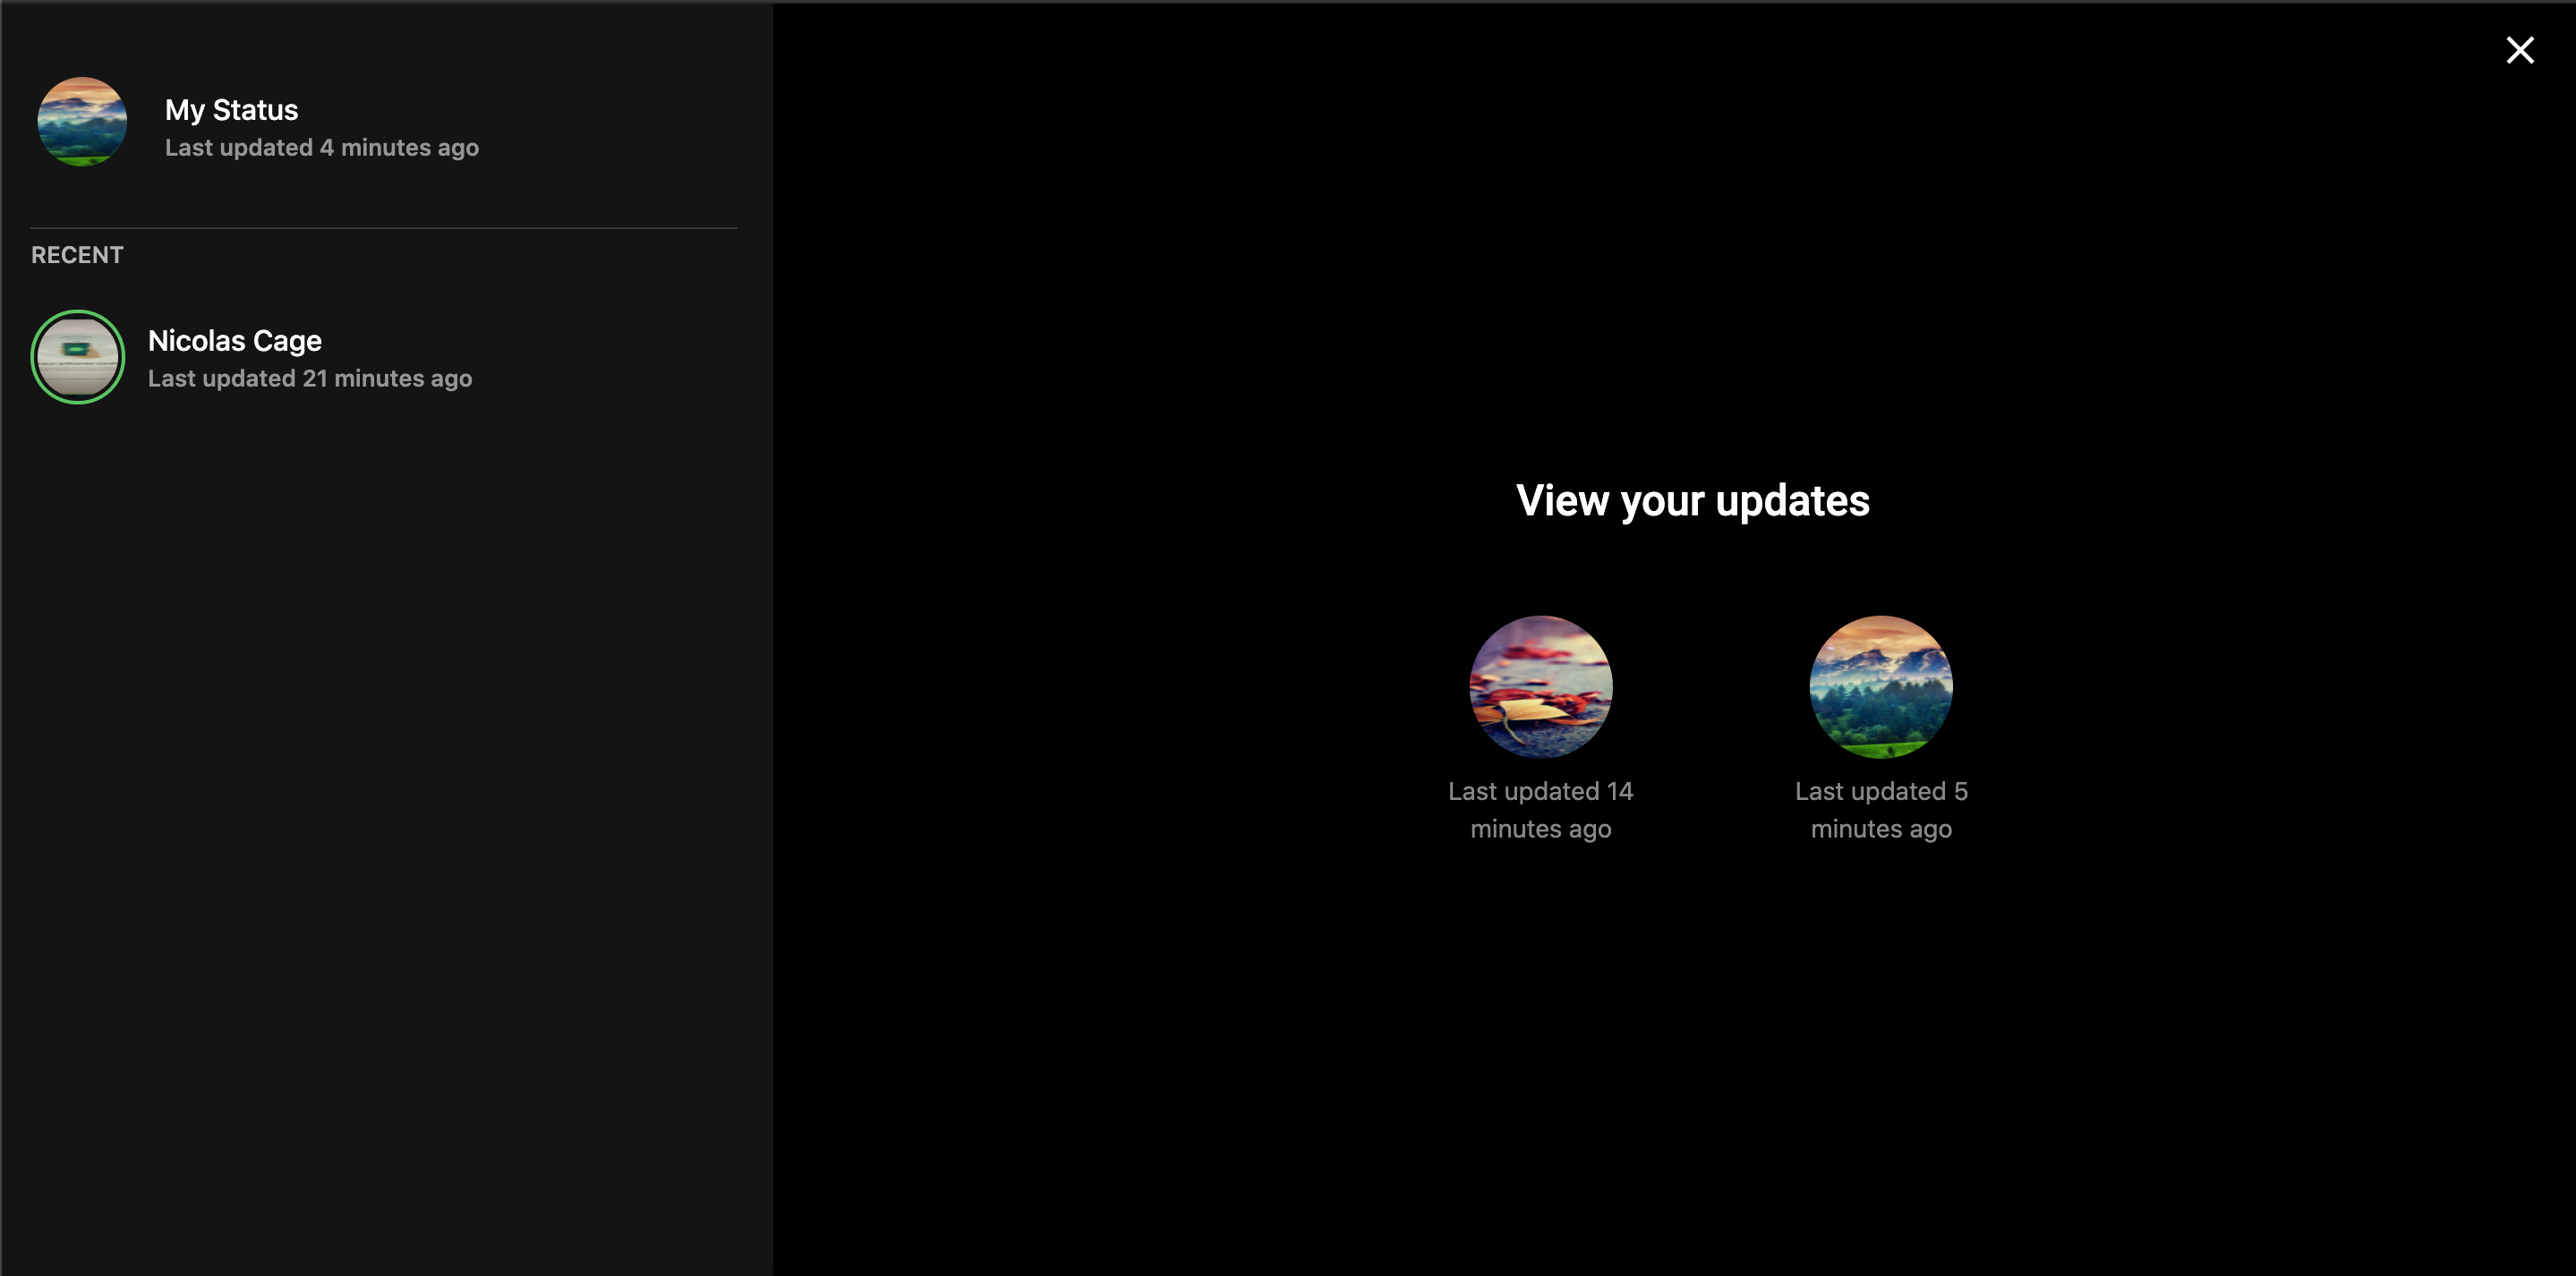 My Status
Last updated 4 minutes ago
RECENT
Nicolas Cage
Last updated 21 minutes ago
View your updates
Last updated 14
minutes ago
Last updated 5
minutes ago